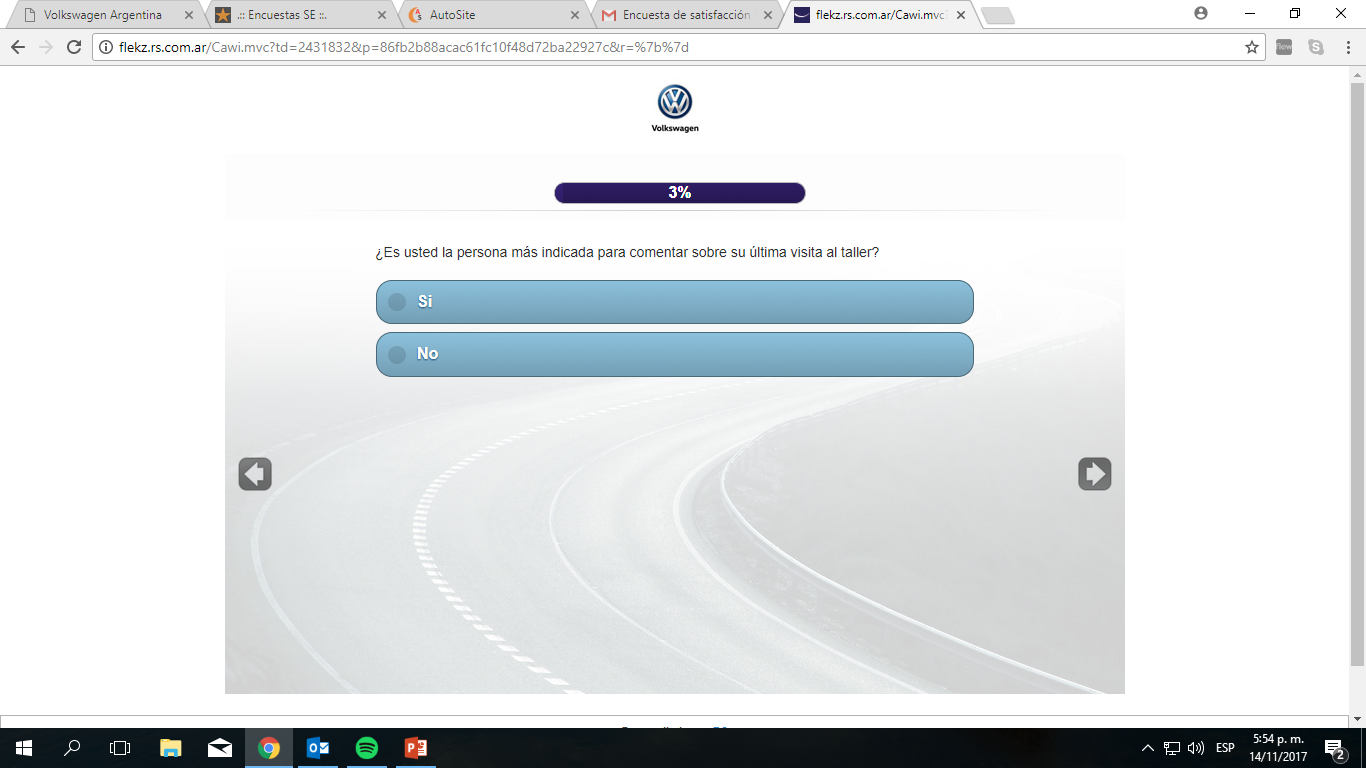 Volkswagen Argentina
.:: Encuestas SE ::.
AutoSite
Encuesta de satisfacción
flekz.rs.com.ar/Cawi.mvc
flekz.rs.com.ar/Cawi.mvc?td=2431832&p=86fb2b88acac61fc10f48d72ba22927c&r=%7b%7d
flow
Volkswagen
3%
¿Es usted la persona más indicada para comentar sobre su última visita al taller?
Si
No
ESP
5:54 p. m.
14/11/2017
2